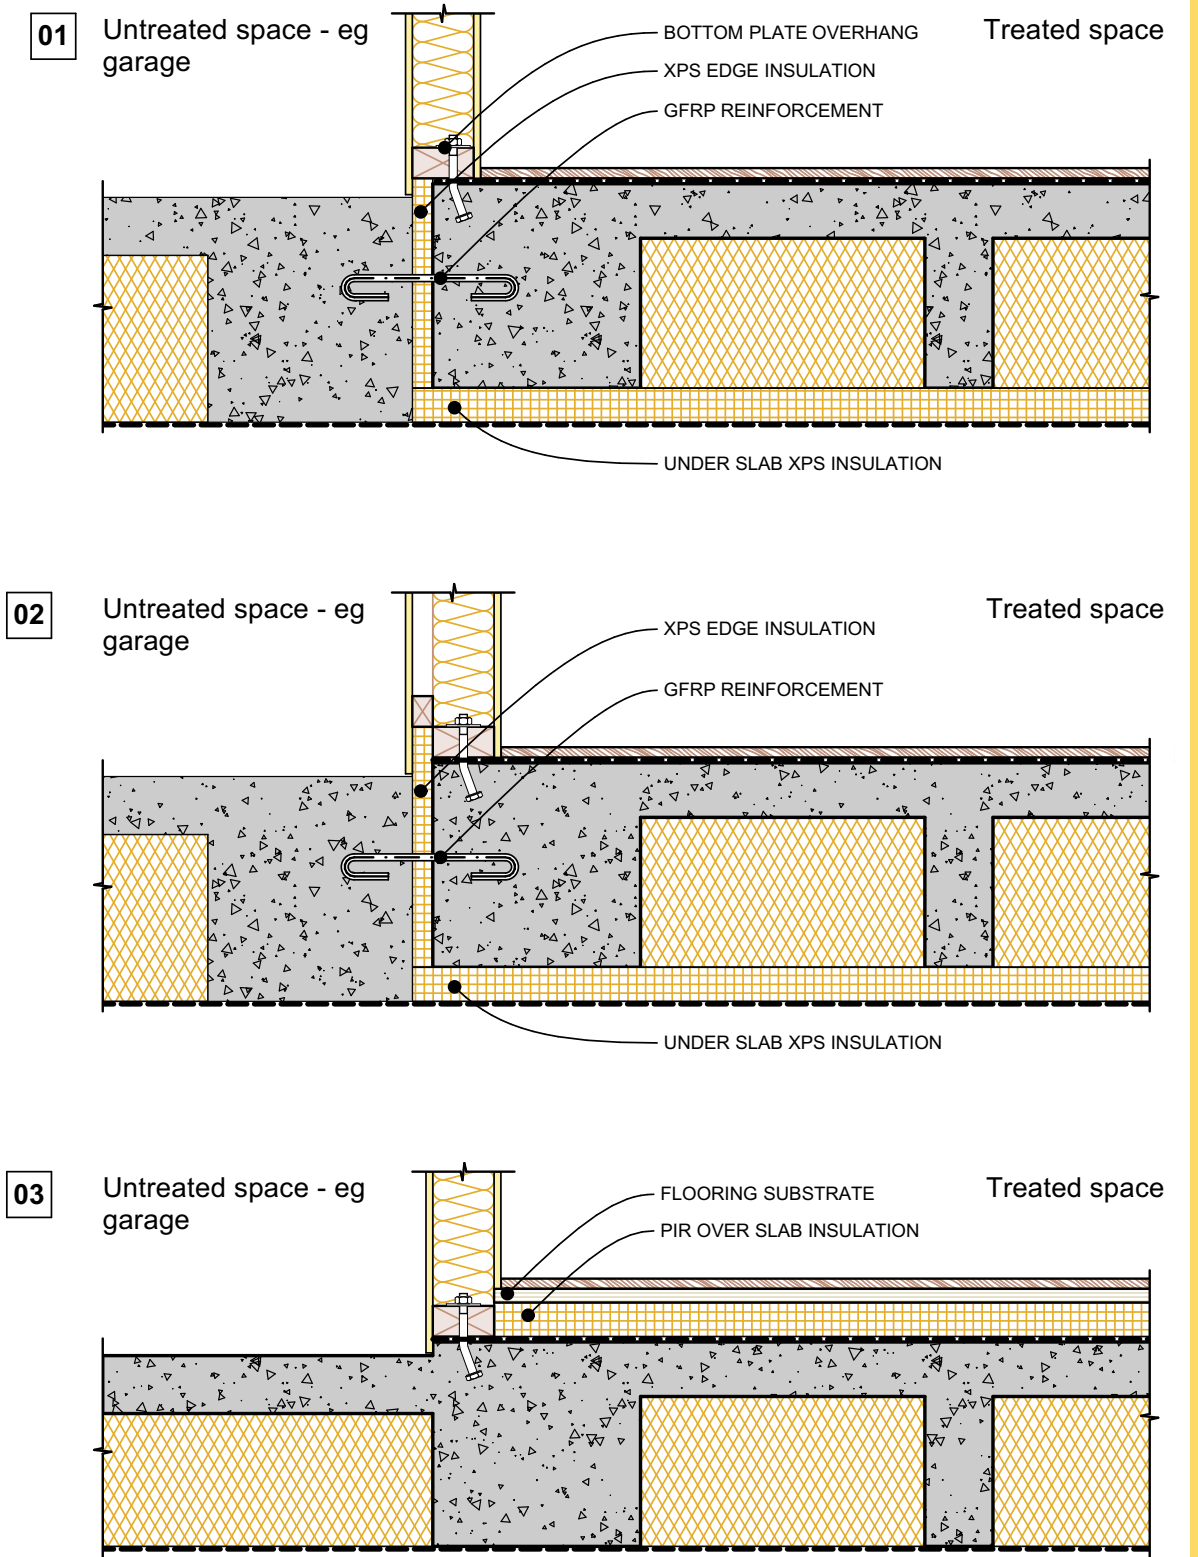 01
Untreated space - eg
garage
BOTTOM PLATE OVERHANG
XPS EDGE INSULATION
GFRP REINFORCEMENT
Treated space
UNDER SLAB XPS INSULATION
02
Untreated space - eg
garage
XPS EDGE INSULATION
GFRP REINFORCEMENT
Treated space
UNDER SLAB XPS INSULATION
03
Untreated space - eg
garage
FLOORING SUBSTRATE
PIR OVER SLAB INSULATION
Treated space